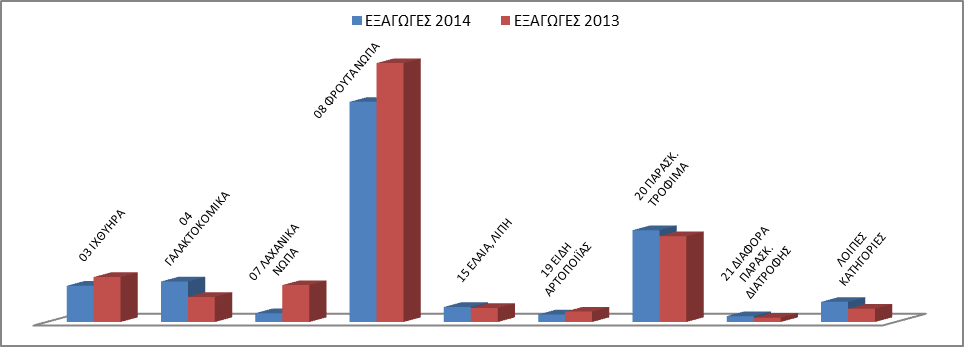 ΕΞΑΓΩΓΕΣ 2014 ΕΞΑΓΩΓΕΣ 2013
03 ΙΧΘΥΗΡΑ
04
ΓΑΛΑΚΤΟΚΟΜΙΚΑ
07 ΛΑΧΑΝΙΚΑ
ΝΩΠΑ
08 ΦΡΟΥΤΑ ΝΩΠΑ
15 ΕΛΑΙΑ, ΛΙΠΗ
19 ΕΙΔΗ
ΑΡΤΟΠΟΙΪΑΣ
20 ΠΑΡΑΣΚ.
ΤΡΟΦΙΜΑ
21 ΔΙΑΦΟΡΑ
ΠΑΡΑΣΚ.
ΔΙΑΤΡΟΦΗΣ
ΛΟΙΠΕΣ
ΚΑΤΗΓΟΡΙΕΣ